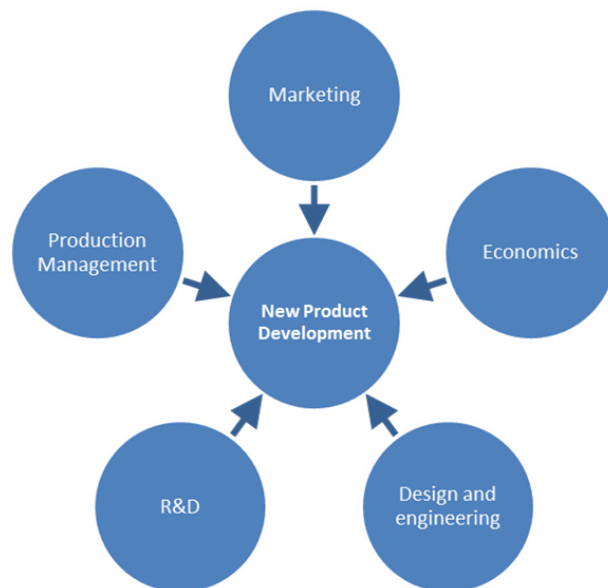 Marketing
Production
Management
Economics
New Product
Development
R&D
Design and
engineering